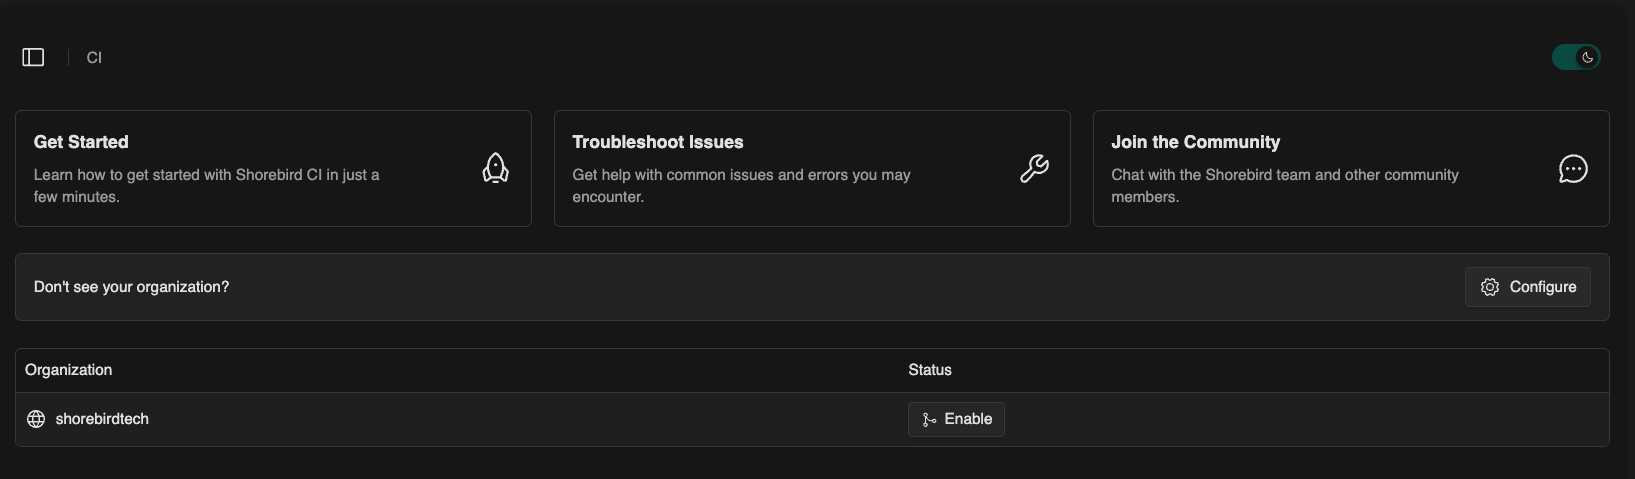 CI
Get Started
Learn how to get started with Shorebird CI in just a
few minutes.
Troubleshoot Issues
Get help with common issues and errors you may
encounter.
Join the Community
Chat with the Shorebird team and other community
members.
Don't see your organization?
Configure
Organization
Status
shorebirdtech
Enable